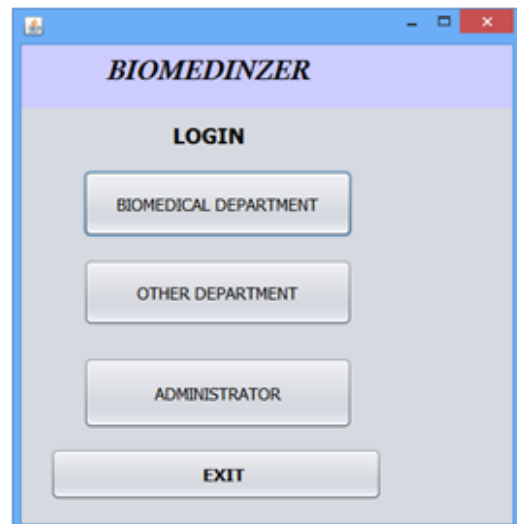 BIOMEDINZER
LOGIN
BIOMEDICAL DEPARTMENT
OTHER DEPARTMENT
ADMINISTRATOR
EXIT